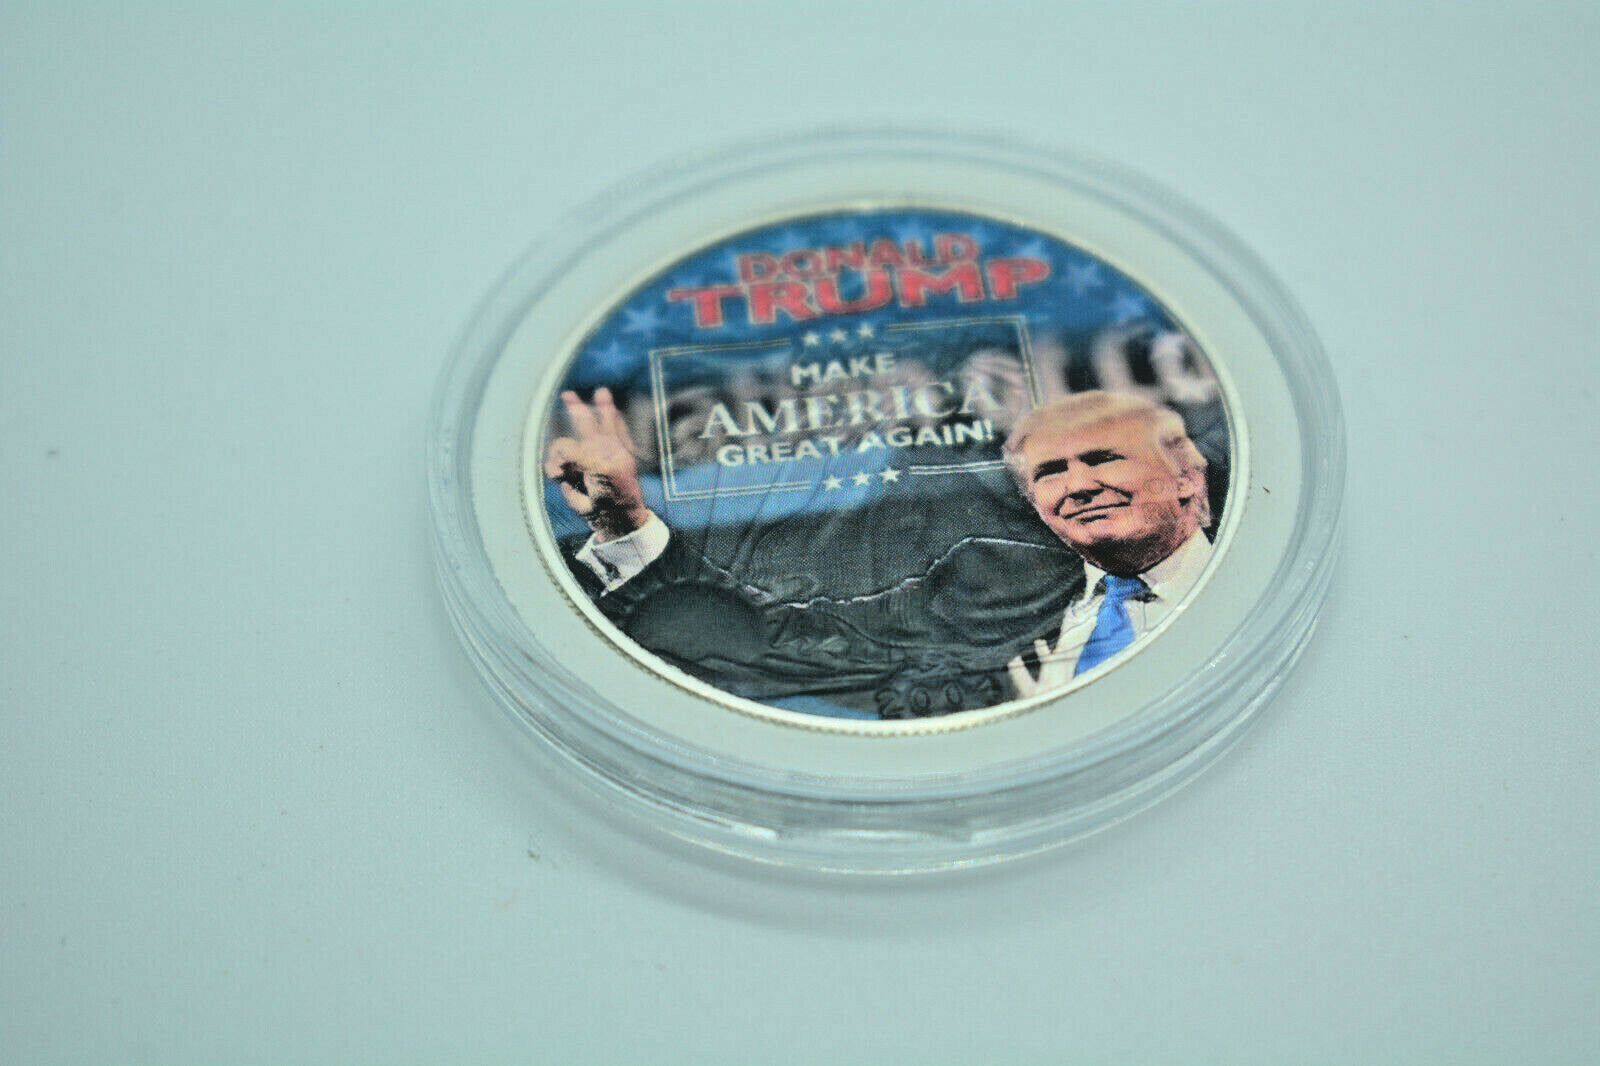 DONALD
TRUMP
MAKE
AMERICA
GREAT AGAIN!